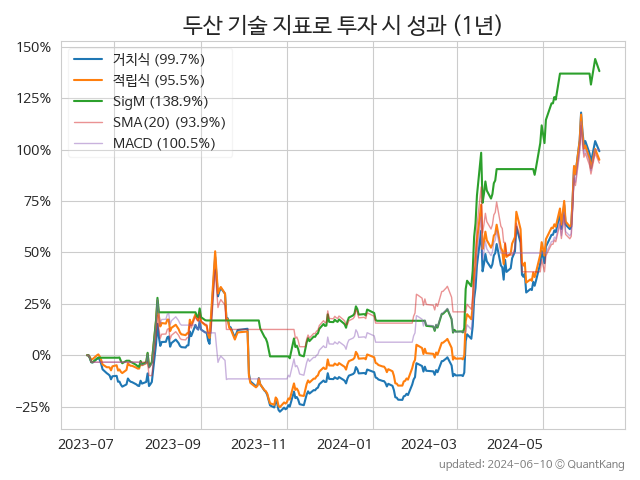 두산 기술 지표로 투자 시 성과 (1년)
거치식 (99.7%)
적립식 (95.5%)
SigM (138.9%)
SMA(20) (93.9%)
MACD (100.5%)
150%
125%
100%
75%
50%
25%
0%
−25%
2023-07
2023-09
2023-11
2024-01
2024-03
2024-05
updated: 2024-06-10 © QuantKang